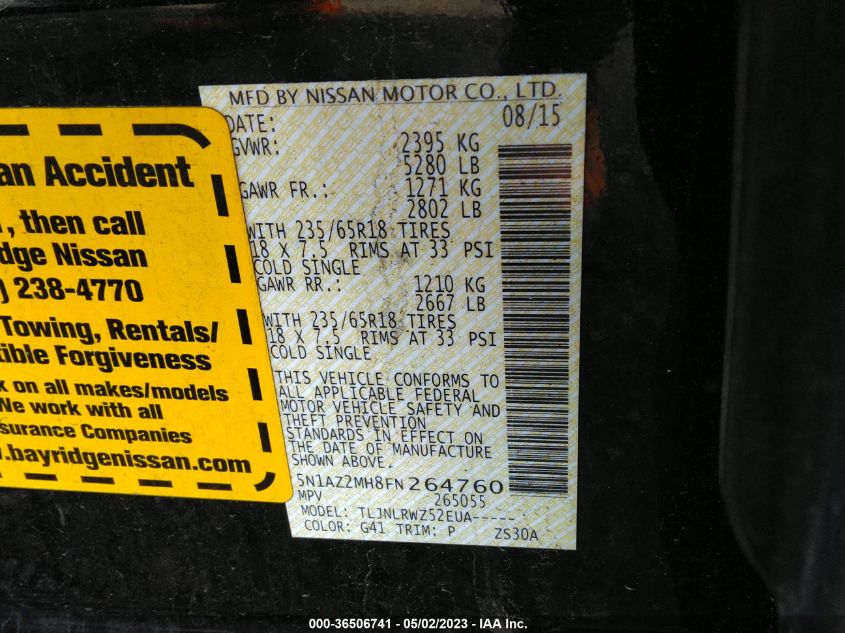 an Accident
, then call
dge Nissan
) 238-4770
Towing, Rentals/
tible Forgiveness
k on all makes/models
We work with all
surance Companies
.bayridgenissan.com
MFD BY NISSAN MOTOR CO., LTD.
DATE: 08/15
GVWR: 2395 KG
5280 LB
GAWR FR.: 1271 KG
2802 LB
WITH 235/65R18 TIRES
18 X 7.5 RIMS AT 33 PSI
COLD SINGLE
GAWR RR.: 1210 KG
2667 LB
WITH 235/65R18 TIRES
18 X 7.5 RIMS AT 33 PSI
COLD SINGLE
THIS VEHICLE CONFORMS TO
ALL APPLICABLE FEDERAL
MOTOR VEHICLE SAFETY AND
THEFT PREVENTION
STANDARDS IN EFFECT ON
THE DATE OF MANUFACTURE
SHOWN ABOVE.
5N1AZ2MH8FN264760
MPV 265055
MODEL: TLJNLRWZ52EUA-----
COLOR: G41 TRIM: P ZS30A
000-36506741 - 05/02/2023 - IAA Inc.